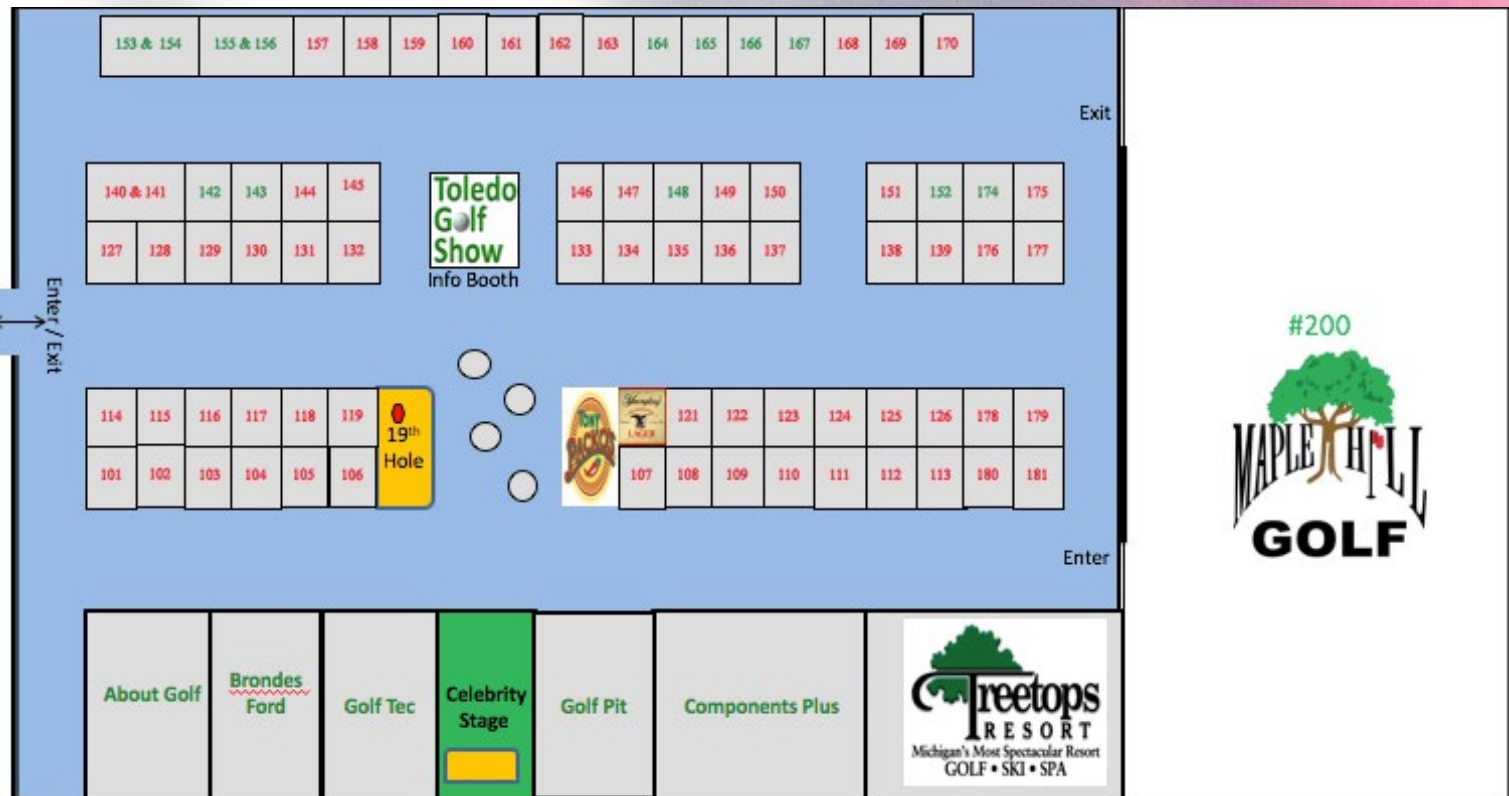 153 & 154 155 & 156 157 158 159 160 161 162 163 164 165 166 167 168 169 170
Exit
140 & 141 142 143 144 145
Toledo
Golf
Show
Info Booth
146 147 148 149 150
151 152 174 175
127 128 129 130 131 132
133 134 135 136 137
138 139 176 177
Enter / Exit
#200
MAPLE HILL
GOLF
114 115 116 117 118 119
19th
Hole
TONY
PACKO'S
Yuengling
LAGER
121 122 123 124 125 126 178 179
101 102 103 104 105 106
107 108 109 110 111 112 113 180 181
Enter
About Golf
Brondes
Ford
Golf Tec
Celebrity
Stage
Golf Pit
Components Plus
Treetops
RESORT
Michigan's Most Spectacular Resort
GOLF • SKI • SPA